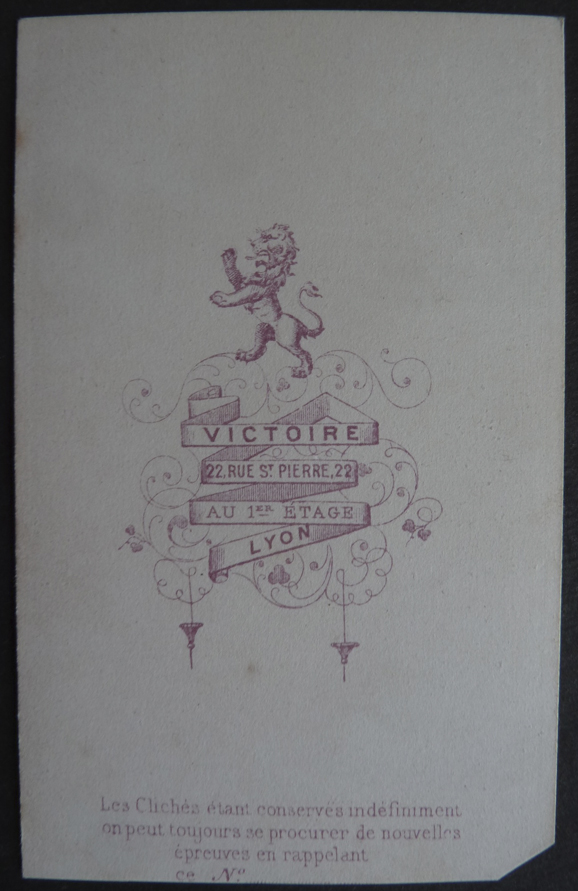 VICTOIRE
22, RUE ST PIERRE, 22
AU 1ER ÉTAGE
LYON
Les Clichés étant conservés indéfiniment
on peut toujours se procurer de nouvelles
épreuves en rappelant
ce No